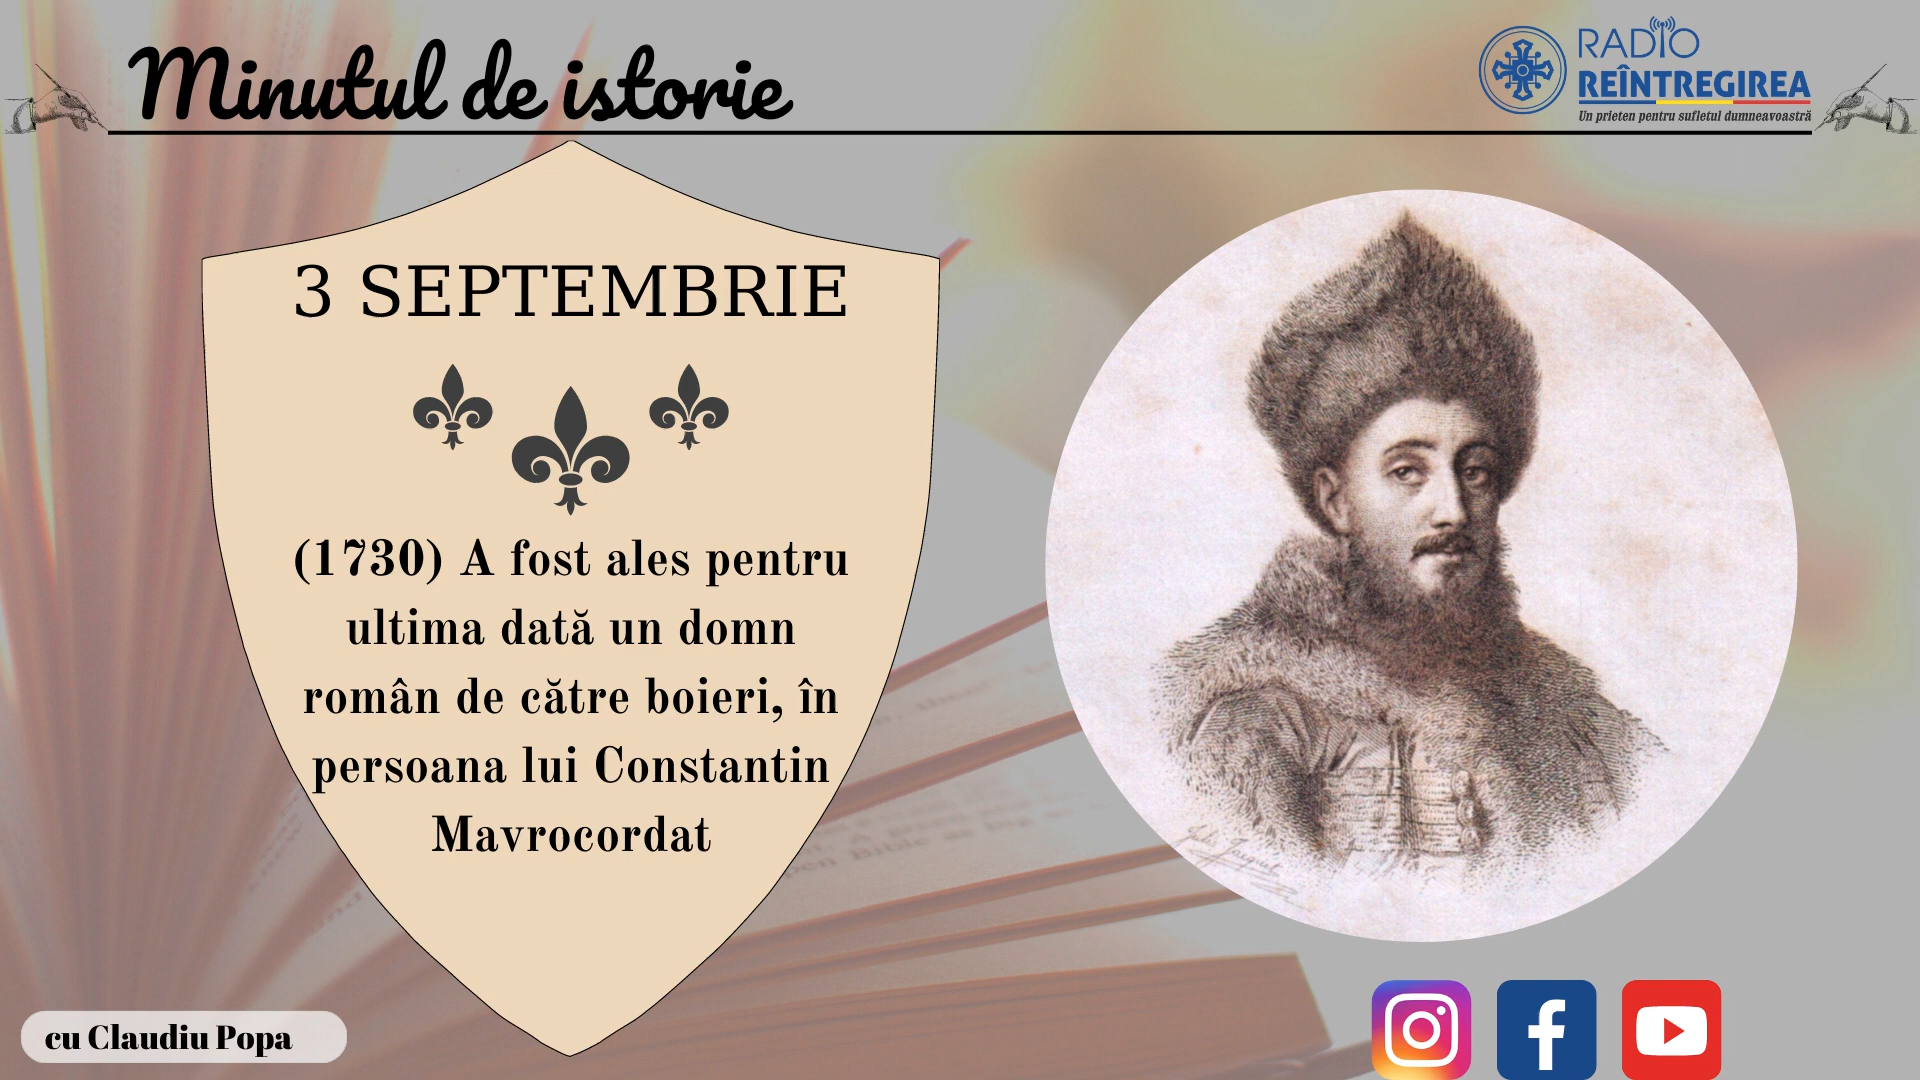 Minutul de istorie
RADIO
REÎNTREGIREA
Un prieten pentru sufletul dumneavoastră
3 SEPTEMBRIE
(1730) A fost ales pentru
ultima dată un domn
român de către boieri, în
persoana lui Constantin
Mavrocordat
cu Claudiu Popa